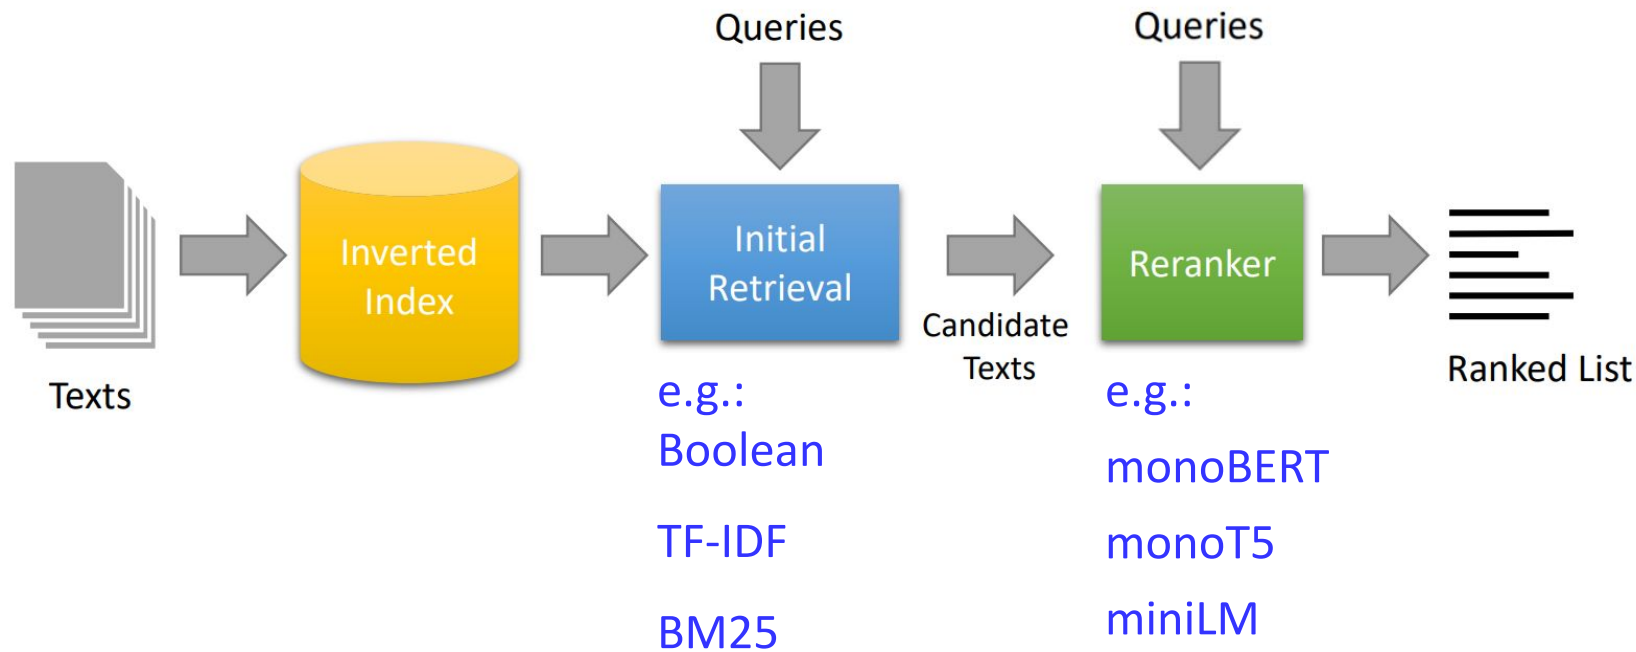 Queries
Queries
Texts
Inverted
Index
Initial
Retrieval
Candidate
Texts
Reranker
Ranked List
e.g.:
Boolean
TF-IDF
BM25
e.g.:
monoBERT
monoT5
miniLM